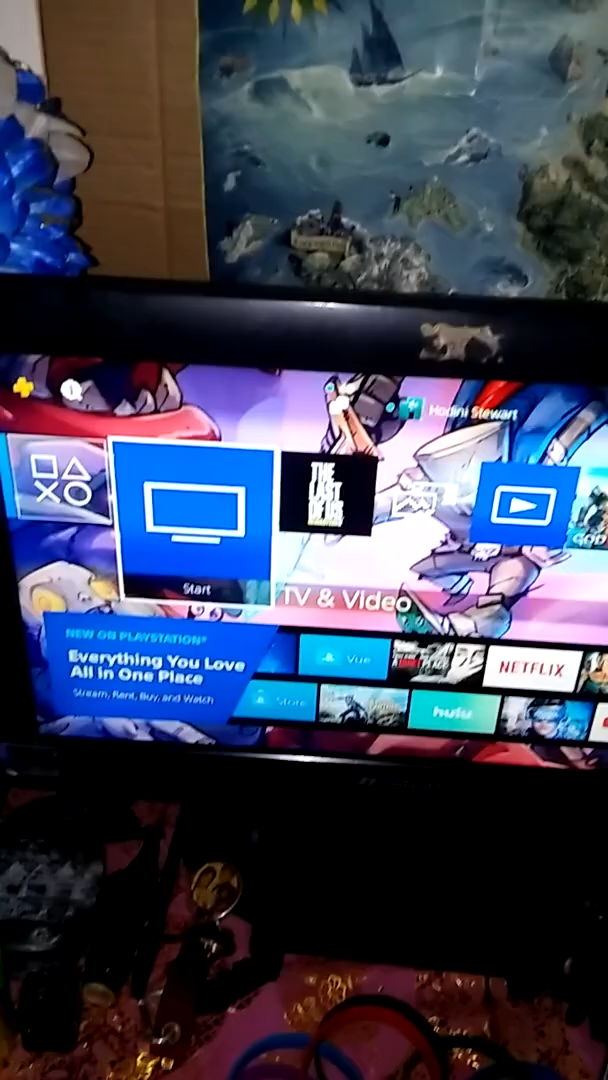 Hodini Stewart
THE
LAST
OF US
GOD
Start
TV & Video
NEW ON PLAYSTATION®
Everything You Love
All in One Place
Stream, Rent, Buy, and Watch
Vue
NETFLIX
Store
hulu